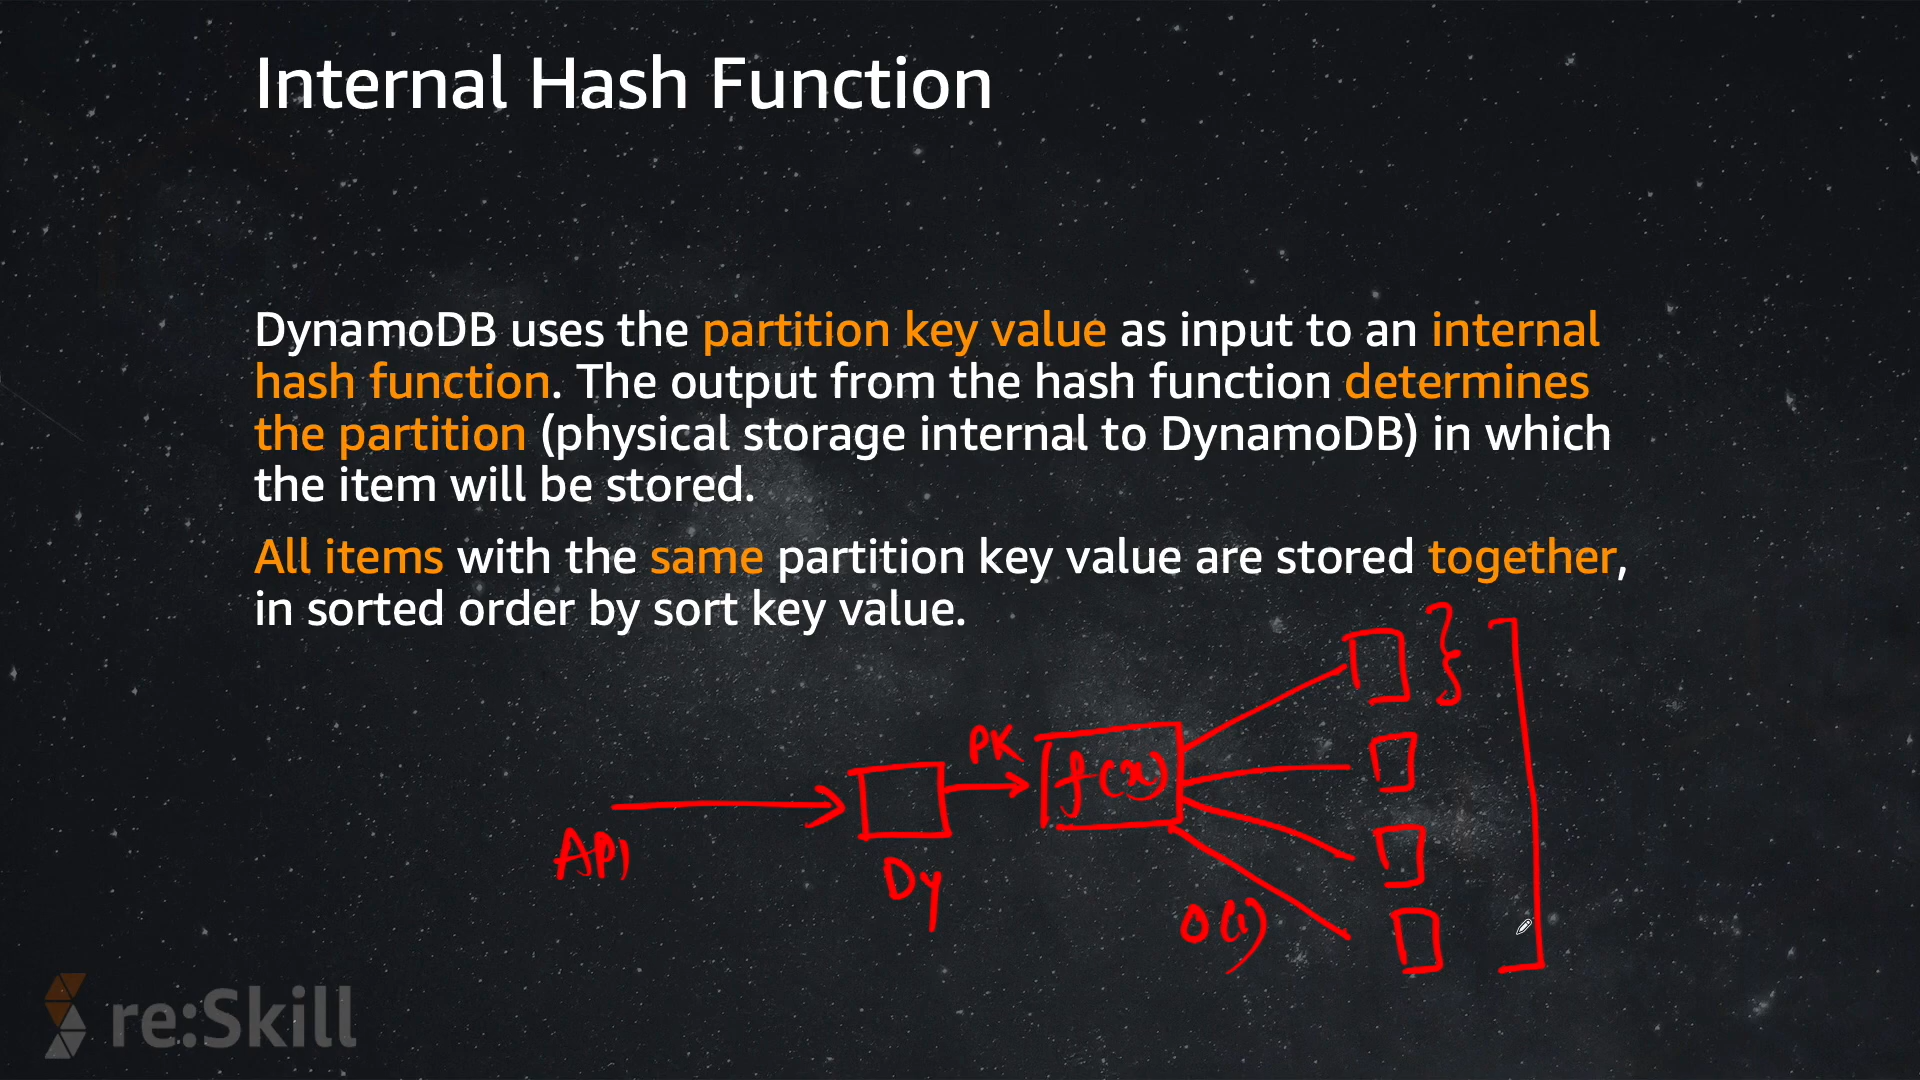 Internal Hash Function
DynamoDB uses the partition key value as input to an internal
hash function. The output from the hash function determines
the partition (physical storage internal to DynamoDB) in which
the item will be stored.
All items with the same partition key value are stored together,
in sorted order by sort key value.
PK
f(x)
API
Dy
O(1)
re:Skill